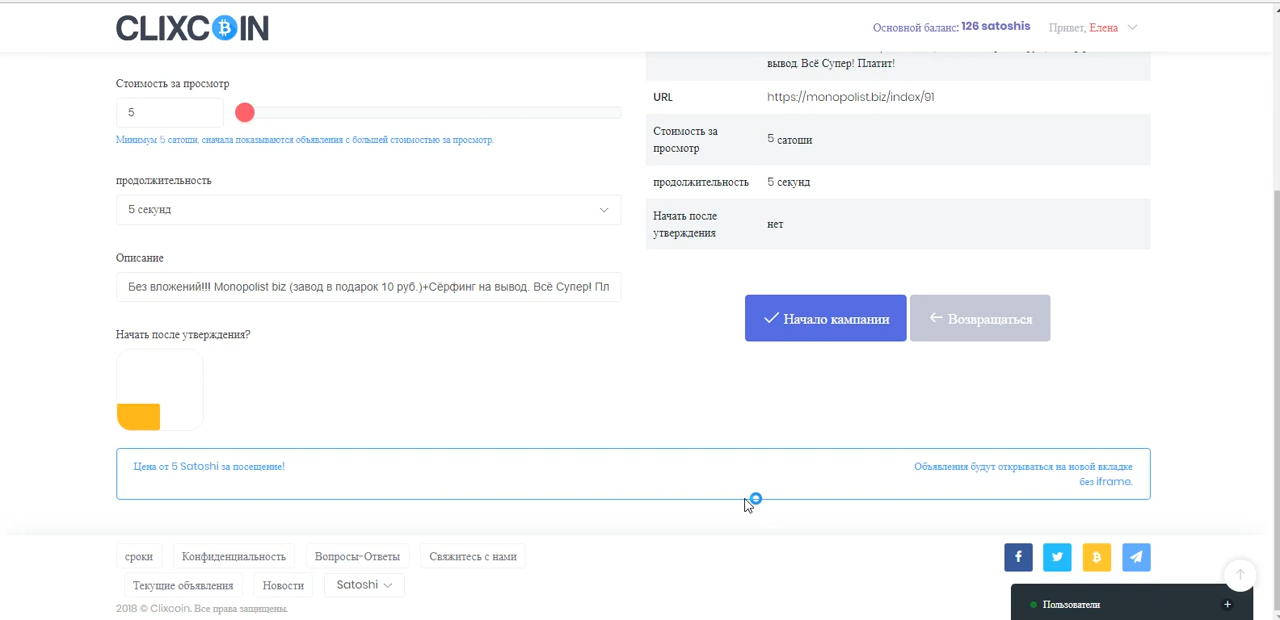 CLIXCOIN
Основной баланс: 126 satoshis
Привет, Елена
Стоимость за просмотр
5
Минимум 5 сатоши, сначала показываются объявления с большей стоимостью за просмотр.
продолжительность
5 секунд
Описание
Без вложений!!! Monopolist biz (завод в подарок 10 руб.)+Сёрфинг на вывод. Всё Супер! Пл
Начать после утверждения?
вывод. Всё Супер! Платит!
URL
https://monopolist.biz/index/91
Стоимость за
просмотр
5 сатоши
продолжительность
5 секунд
Начать после
утверждения
нет
Начало кампании
Возвращаться
Цена от 5 Satoshi за посещение!
Объявления будут открываться на новой вкладке
без iframe.
сроки
Конфиденциальность
Вопросы-Ответы
Свяжитесь с нами
Текущие объявления
Новости
Satoshi
2018 © Clixcoin. Все права защищены.
Пользователи